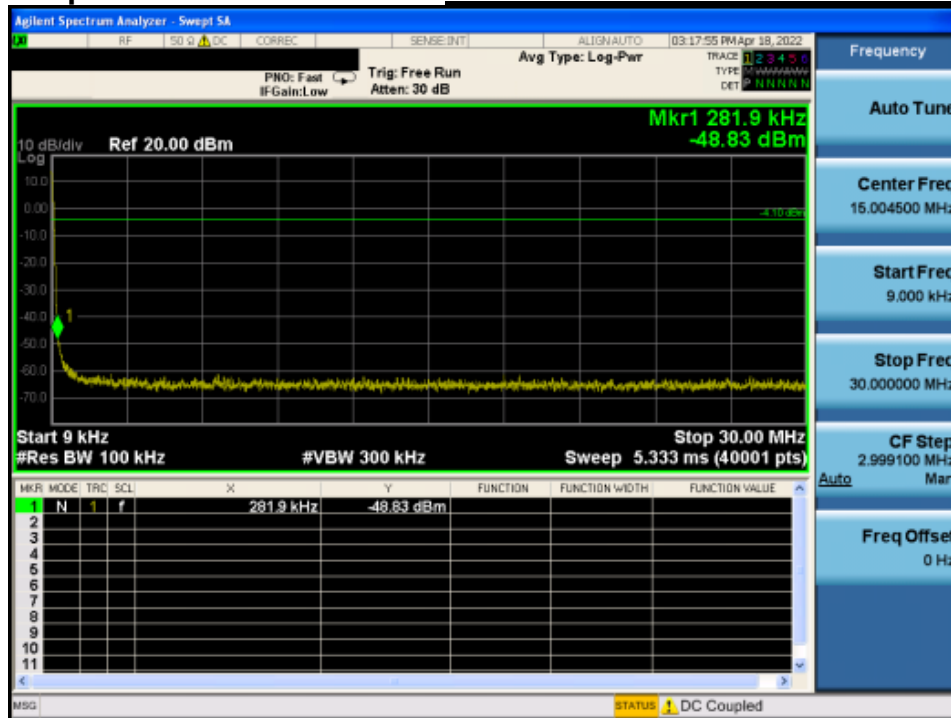 Agilent Spectrum Analyzer - Swept SA
RF 50 Ω DC CORREC SENSE:INT ALIGN AUTO 03:17:55 PM Apr 18, 2022
PNO: Fast Trig: Free Run Avg Type: Log-Pwr TRACE 1 2 3 4 5 6
IFGain:Low Atten: 30 dB TYPE M W W W W W
DET P N N N N N
Mkr1 281.9 kHz
-48.83 dBm
10 dB/div Ref 20.00 dBm
Log
10.0
0.00
-4.10 dBm
-10.0
-20.0
-30.0
-40.0
1
-50.0
-60.0
-70.0
Start 9 kHz Stop 30.00 MHz
#Res BW 100 kHz #VBW 300 kHz Sweep 5.333 ms (40001 pts)
MKR MODE TRC SCL X Y FUNCTION FUNCTION WIDTH FUNCTION VALUE
1 N 1 f 281.9 kHz -48.83 dBm
2
3
4
5
6
7
8
9
10
11
MSG STATUS DC Coupled
Frequency
Auto Tune
Center Freq
15.004500 MHz
Start Freq
9.000 kHz
Stop Freq
30.000000 MHz
CF Step
2.999100 MHz
Auto Man
Freq Offset
0 Hz